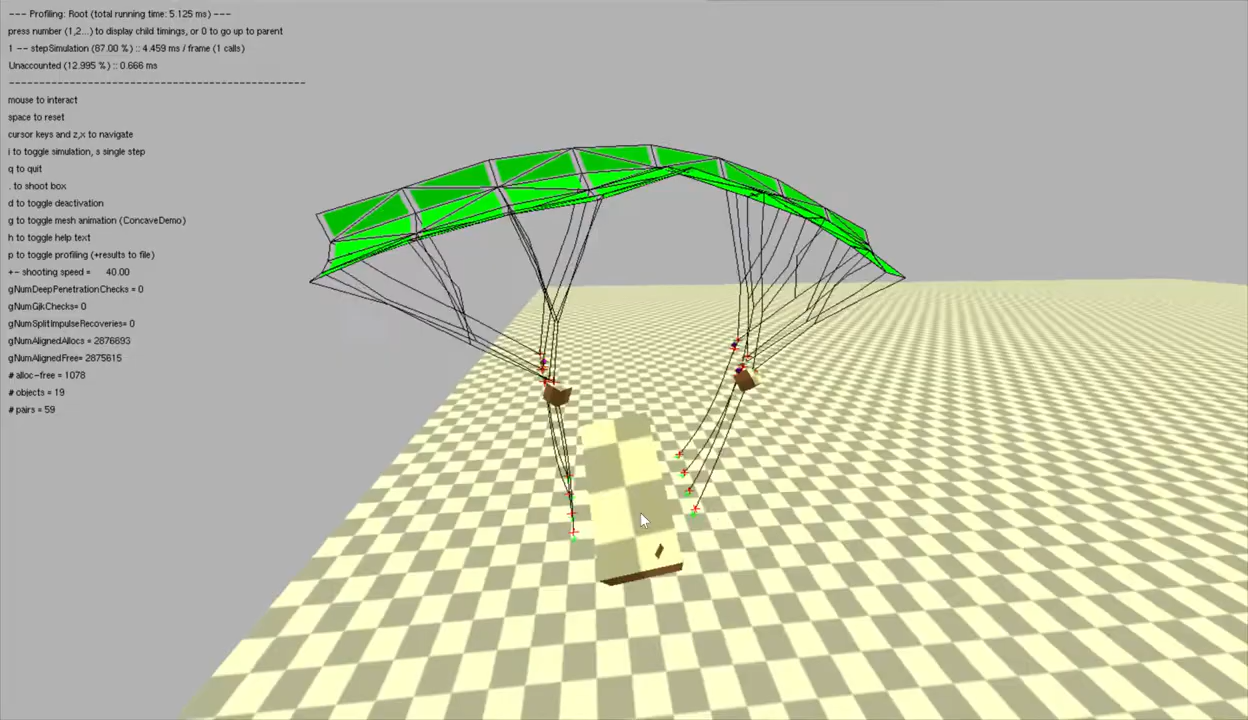 --- Profiling: Root (total running time: 5.125 ms) ---
press number (1,2...) to display child timings, or 0 to go up to parent
1 -- stepSimulation (87.00 %) :: 4.459 ms / frame (1 calls)
Unaccounted (12.995 %) :: 0.666 ms
-------------------------------------------------
mouse to interact
space to reset
cursor keys and z,x to navigate
i to toggle simulation, s single step
q to quit
. to shoot box
d to toggle deactivation
g to toggle mesh animation (ConcaveDemo)
h to toggle help text
p to toggle profiling (+results to file)
+- shooting speed = 40.00
gNumDeepPenetrationChecks = 0
gNumGjkChecks= 0
gNumSplitImpulseRecoveries= 0
gNumAlignedAllocs = 2876693
gNumAlignedFree= 2875615
# alloc-free = 1078
# objects = 19
# pairs = 59